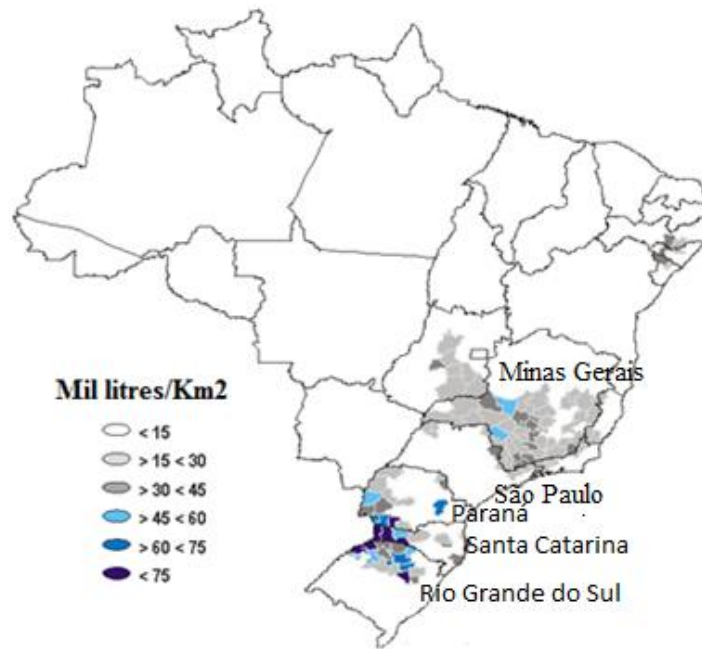 Minas Gerais
Mil litres/Km2
< 15
> 15 < 30
> 30 < 45
> 45 < 60
> 60 < 75
< 75
São Paulo
Paraná
Santa Catarina
Rio Grande do Sul